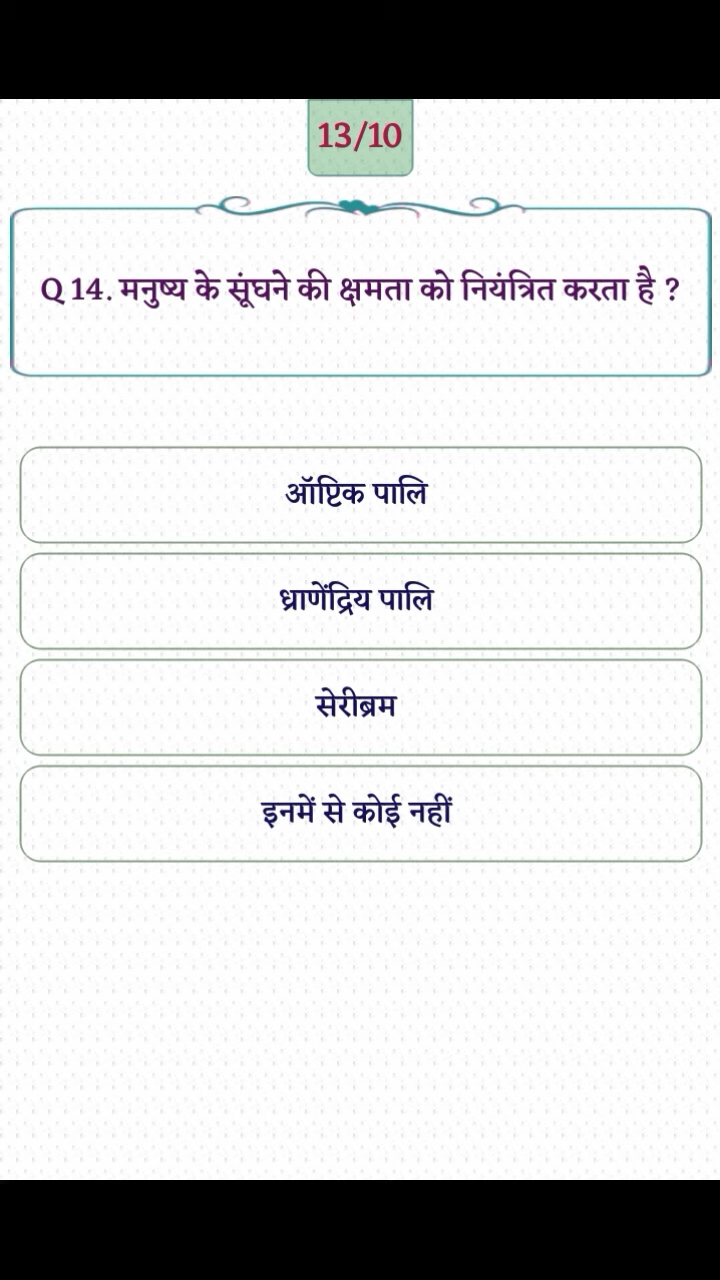 13/10
Q 14. मनुष्य के सूंघने की क्षमता को नियंत्रित करता है ?
ऑप्टिक पालि
ध्राणेंद्रिय पालि
सेरीब्रम
इनमें से कोई नहीं